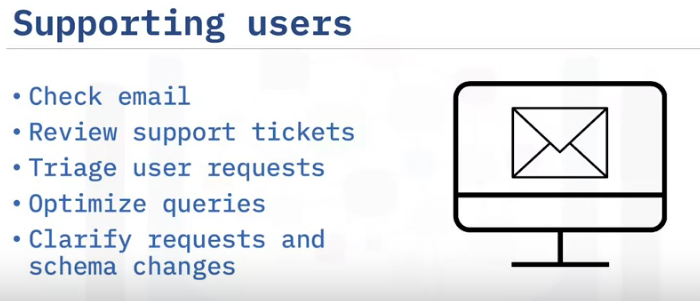 Supporting users
• Check email
• Review support tickets
• Triage user requests
• Optimize queries
• Clarify requests and
schema changes